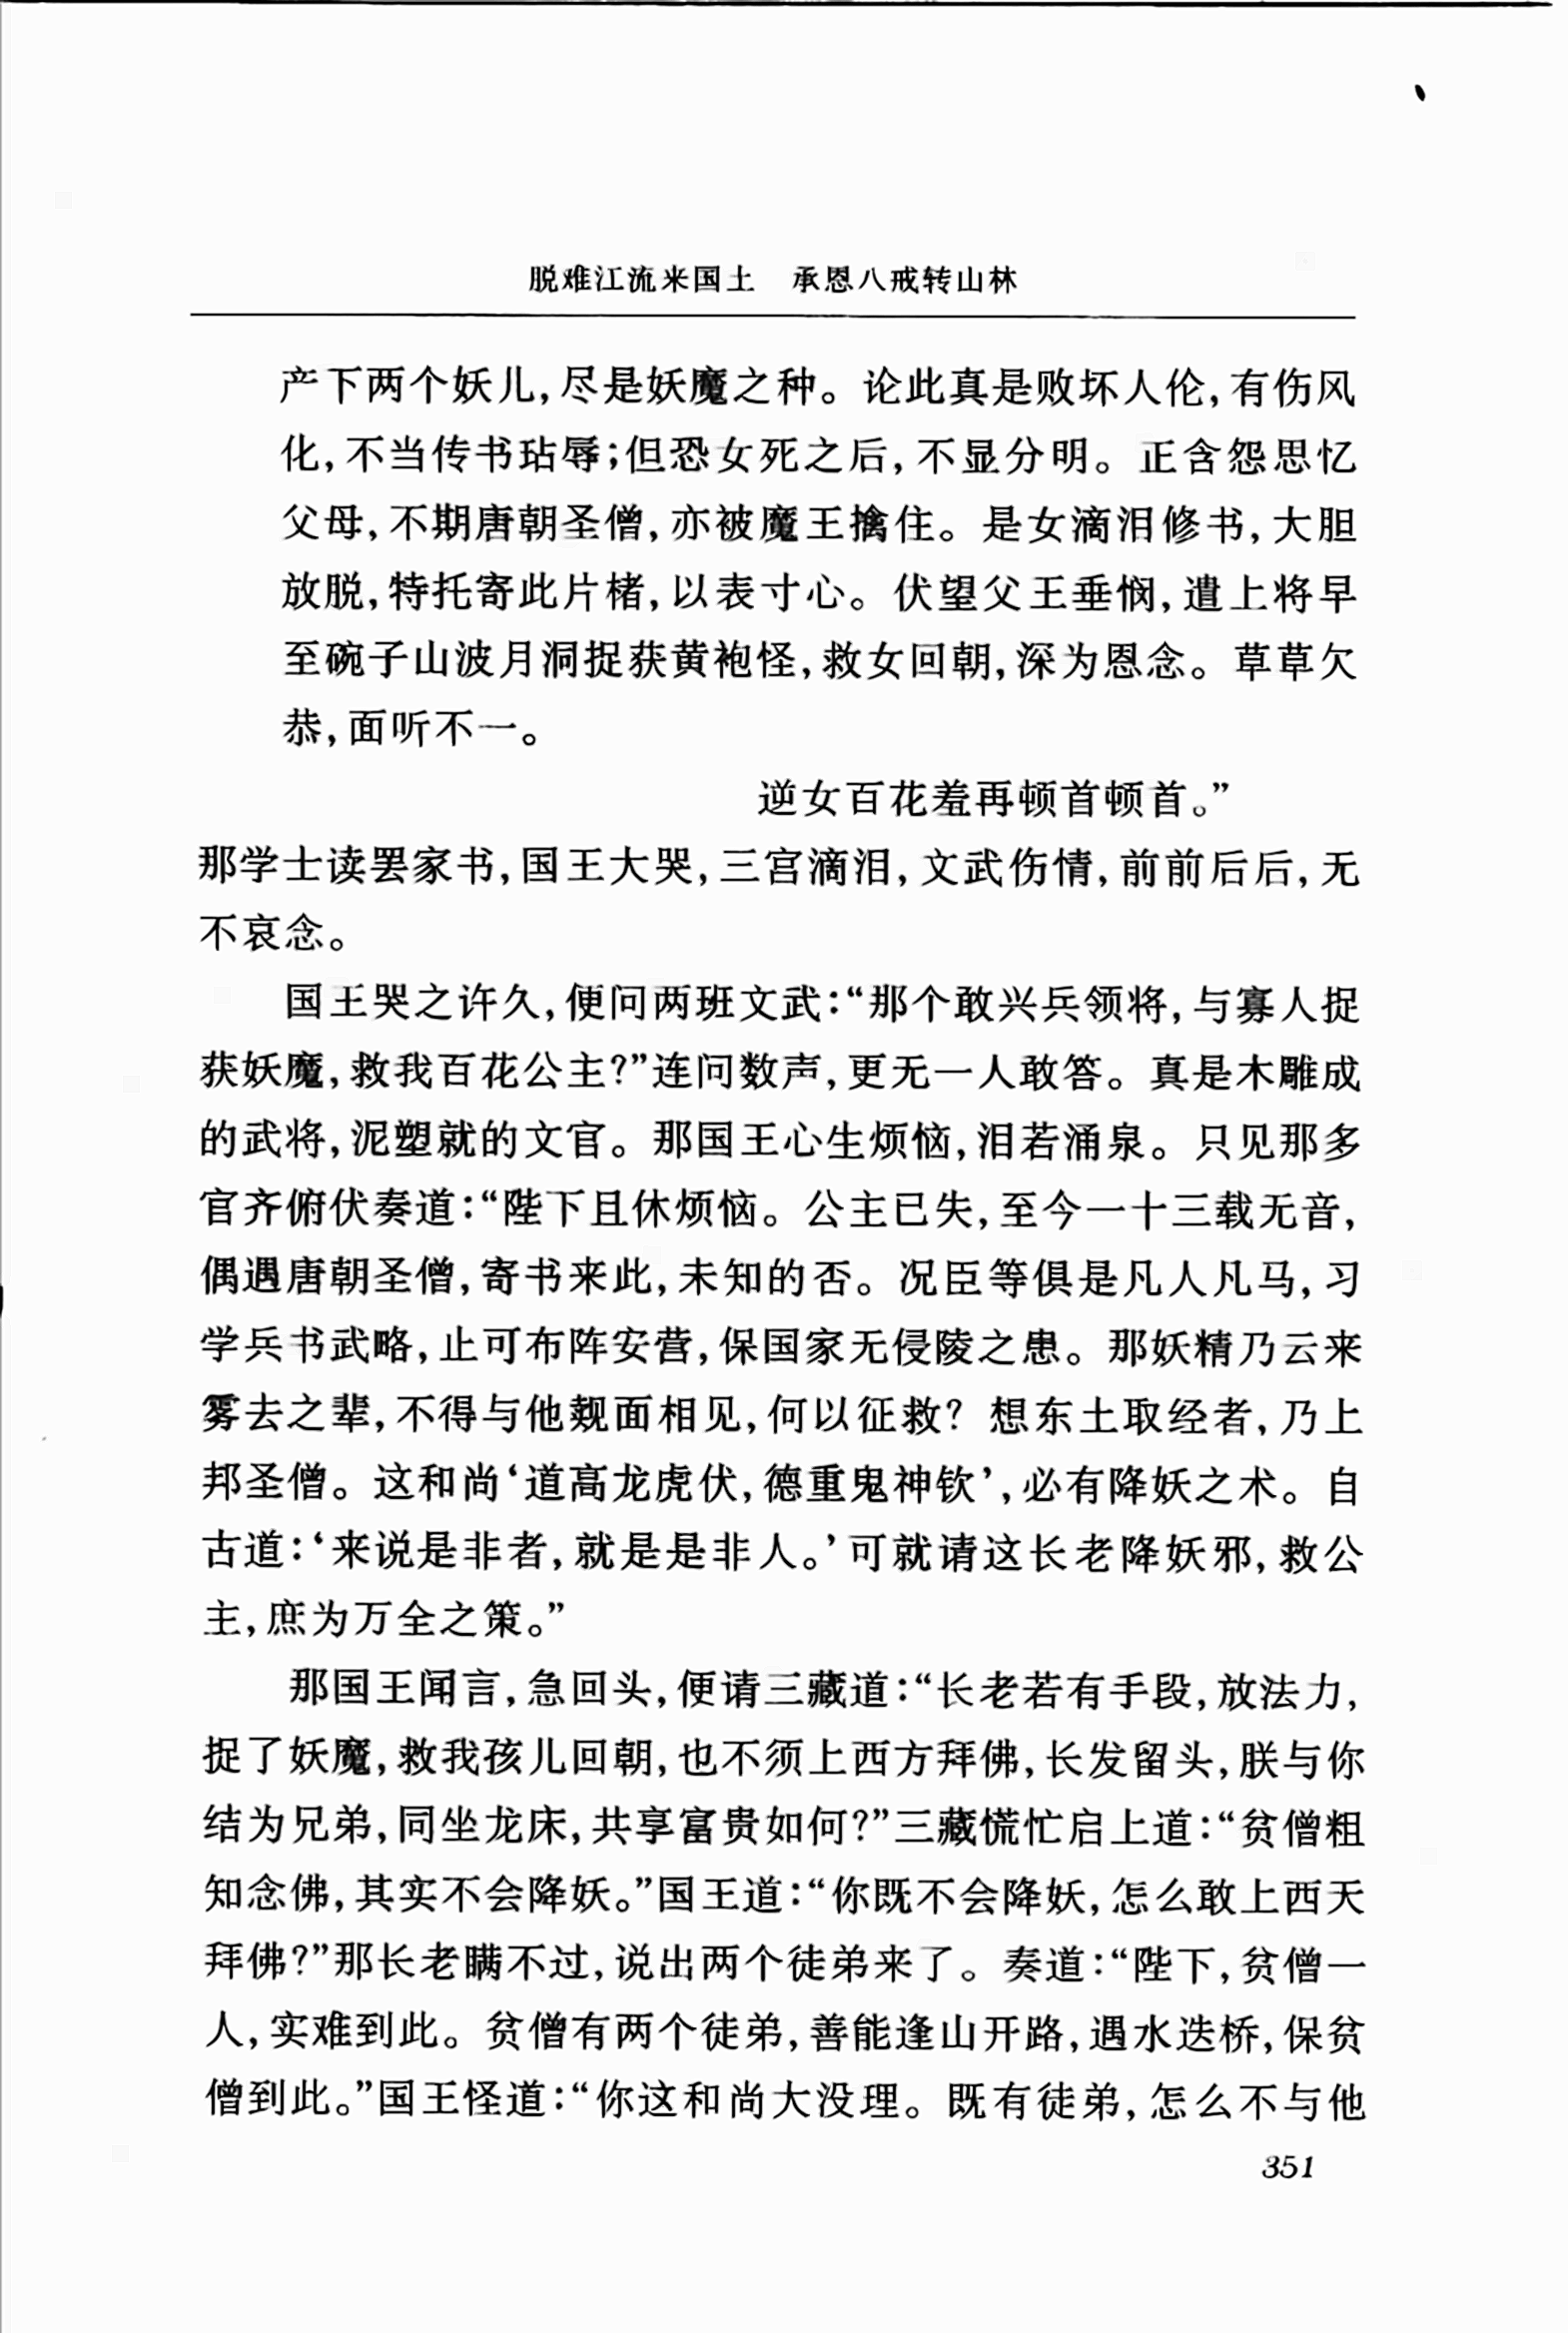 脱难江流来国土　承恩八戒转山林
产下两个妖儿，尽是妖魔之种。论此真是败坏人伦，有伤风
化，不当传书玷辱；但恐女死之后，不显分明。正含怨思忆
父母，不期唐朝圣僧，亦被魔王擒住。是女滴泪修书，大胆
放脱，特托寄此片楮，以表寸心。伏望父王垂悯，遣上将早
至碗子山波月洞捉获黄袍怪，救女回朝，深为恩念。草草欠
恭，面听不一。
逆女百花羞再顿首顿首。”
那学士读罢家书，国王大哭，三宫滴泪，文武伤情，前前后后，无
不哀念。
国王哭之许久，便问两班文武：“那个敢兴兵领将，与寡人捉
获妖魔，救我百花公主？”连问数声，更无一人敢答。真是木雕成
的武将，泥塑就的文官。那国王心生烦恼，泪若涌泉。只见那多
官齐俯伏奏道：“陛下且休烦恼。公主已失，至今一十三载无音，
偶遇唐朝圣僧，寄书来此，未知的否。况臣等俱是凡人凡马，习
学兵书武略，止可布阵安营，保国家无侵陵之患。那妖精乃云来
雾去之辈，不得与他觌面相见，何以征救？想东土取经者，乃上
邦圣僧。这和尚‘道高龙虎伏，德重鬼神钦’，必有降妖之术。自
古道：‘来说是非者，就是是非人。’可就请这长老降妖邪，救公
主，庶为万全之策。”
那国王闻言，急回头，便请三藏道：“长老若有手段，放法力，
捉了妖魔，救我孩儿回朝，也不须上西方拜佛，长发留头，朕与你
结为兄弟，同坐龙床，共享富贵如何？”三藏慌忙启上道：“贫僧粗
知念佛，其实不会降妖。”国王道：“你既不会降妖，怎么敢上西天
拜佛？”那长老瞒不过，说出两个徒弟来了。奏道：“陛下，贫僧一
人，实难到此。贫僧有两个徒弟，善能逢山开路，遇水迭桥，保贫
僧到此。”国王怪道：“你这和尚大没理。既有徒弟，怎么不与他
351